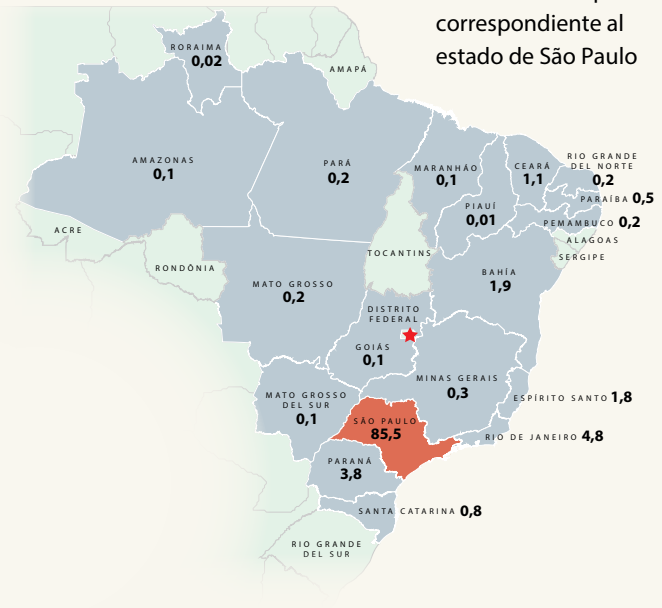 correspondiente al
estado de São Paulo
RORAIMA
0,02
AMAPÁ
AMAZONAS
0,1
PARÁ
0,2
MARANHÃO
0,1
CEARÁ
1,1
RIO GRANDE
DEL NORTE
0,2
PARAÍBA 0,5
PIAUÍ
0,01
PEMAMBUCO 0,2
ALAGOAS
SERGIPE
ACRE
RONDÔNIA
TOCANTINS
MATO GROSSO
0,2
BAHÍA
1,9
DISTRITO
FEDERAL
GOIÁS
0,1
MINAS GERAIS
0,3
ESPÍRITO SANTO 1,8
MATO GROSSO
DEL SUR
0,1
SÃO PAULO
85,5
RIO DE JANEIRO 4,8
PARANÁ
3,8
SANTA CATARINA 0,8
RIO GRANDE
DEL SUR